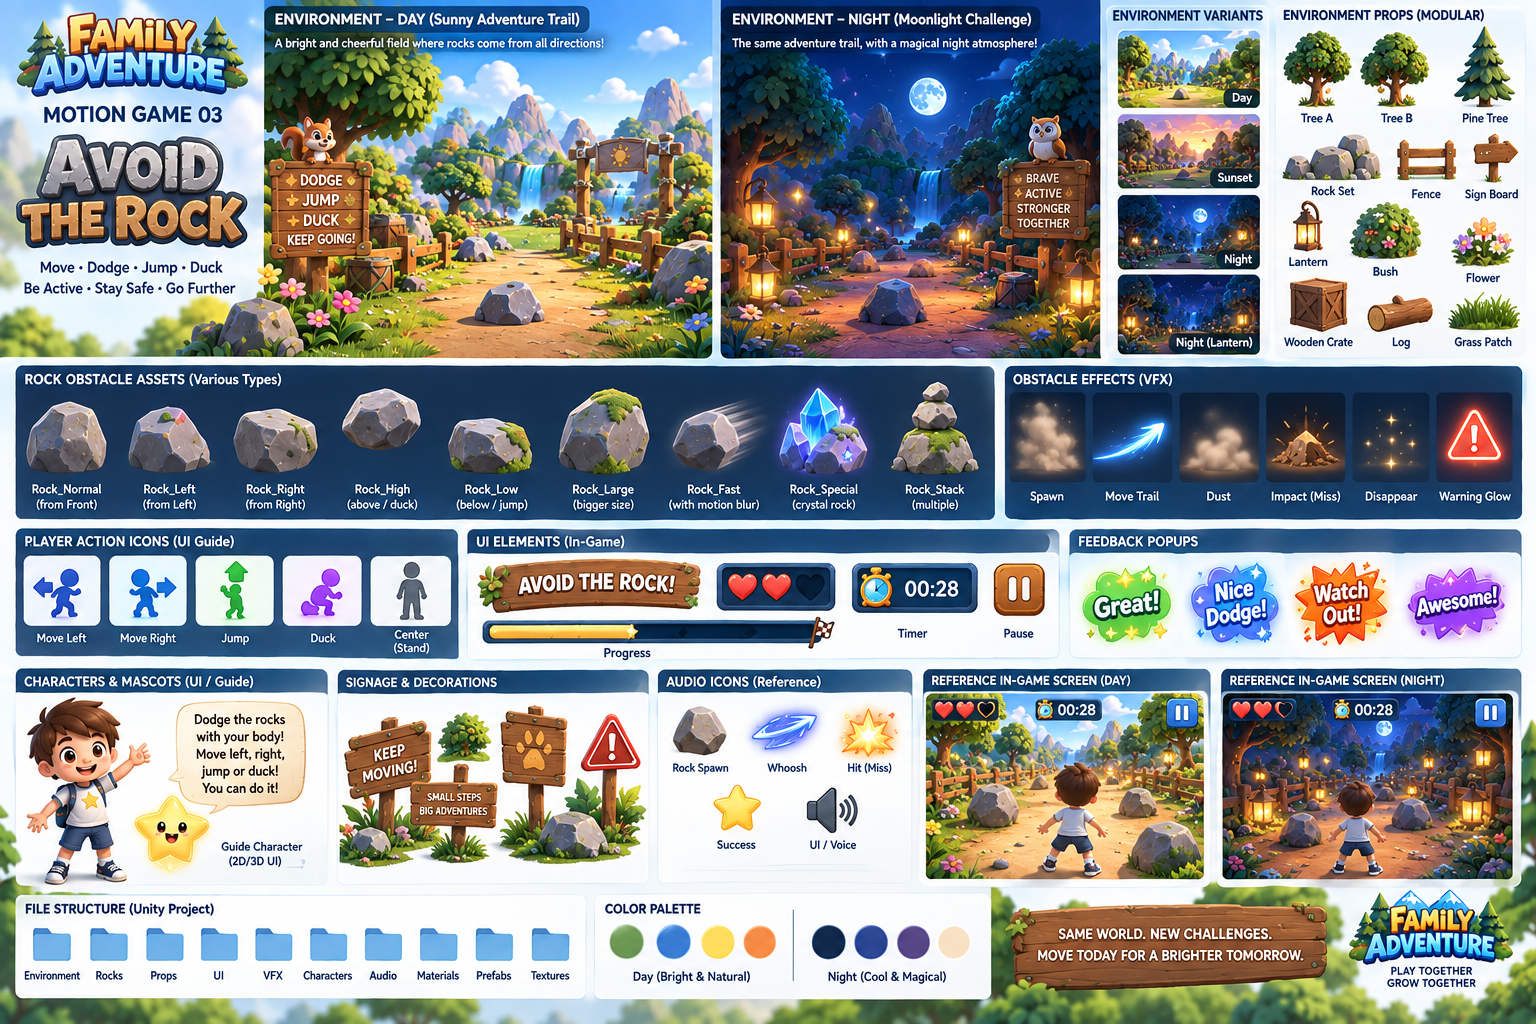 FAMILY
ADVENTURE
MOTION GAME 03
AVOID
THE ROCK
Move • Dodge • Jump • Duck
Be Active • Stay Safe • Go Further
ENVIRONMENT – DAY (Sunny Adventure Trail)
A bright and cheerful field where rocks come from all directions!
DODGE
JUMP
DUCK
KEEP GOING!
ENVIRONMENT – NIGHT (Moonlight Challenge)
The same adventure trail, with a magical night atmosphere!
BRAVE
ACTIVE
STRONGER
TOGETHER
ENVIRONMENT VARIANTS
Day
Sunset
Night
Night (Lantern)
ENVIRONMENT PROPS (MODULAR)
Tree A
Tree B
Pine Tree
Rock Set
Fence
Sign Board
Lantern
Bush
Flower
Wooden Crate
Log
Grass Patch
ROCK OBSTACLE ASSETS (Various Types)
Rock_Normal
(from Front)
Rock_Left
(from Left)
Rock_Right
(from Right)
Rock_High
(above / duck)
Rock_Low
(below / jump)
Rock_Large
(bigger size)
Rock_Fast
(with motion blur)
Rock_Special
(crystal rock)
Rock_Stack
(multiple)
OBSTACLE EFFECTS (VFX)
Spawn
Move Trail
Dust
Impact (Miss)
Disappear
Warning Glow
PLAYER ACTION ICONS (UI Guide)
Move Left
Move Right
Jump
Duck
Center
(Stand)
UI ELEMENTS (In-Game)
AVOID THE ROCK!
00:28
Progress
Timer
Pause
FEEDBACK POPUPS
Great!
Nice
Dodge!
Watch
Out!
Awesome!
CHARACTERS & MASCOTS (UI / Guide)
Dodge the rocks
with your body!
Move left, right,
jump or duck!
You can do it!
Guide Character
(2D/3D UI)
SIGNAGE & DECORATIONS
KEEP
MOVING!
SMALL STEPS
BIG ADVENTURES
AUDIO ICONS (Reference)
Rock Spawn
Whoosh
Hit (Miss)
Success
UI / Voice
REFERENCE IN-GAME SCREEN (DAY)
00:28
REFERENCE IN-GAME SCREEN (NIGHT)
00:28
FILE STRUCTURE (Unity Project)
Environment
Rocks
Props
UI
VFX
Characters
Audio
Materials
Prefabs
Textures
COLOR PALETTE
Day (Bright & Natural)
Night (Cool & Magical)
SAME WORLD. NEW CHALLENGES.
MOVE TODAY FOR A BRIGHTER TOMORROW.
FAMILY
ADVENTURE
PLAY TOGETHER
GROW TOGETHER